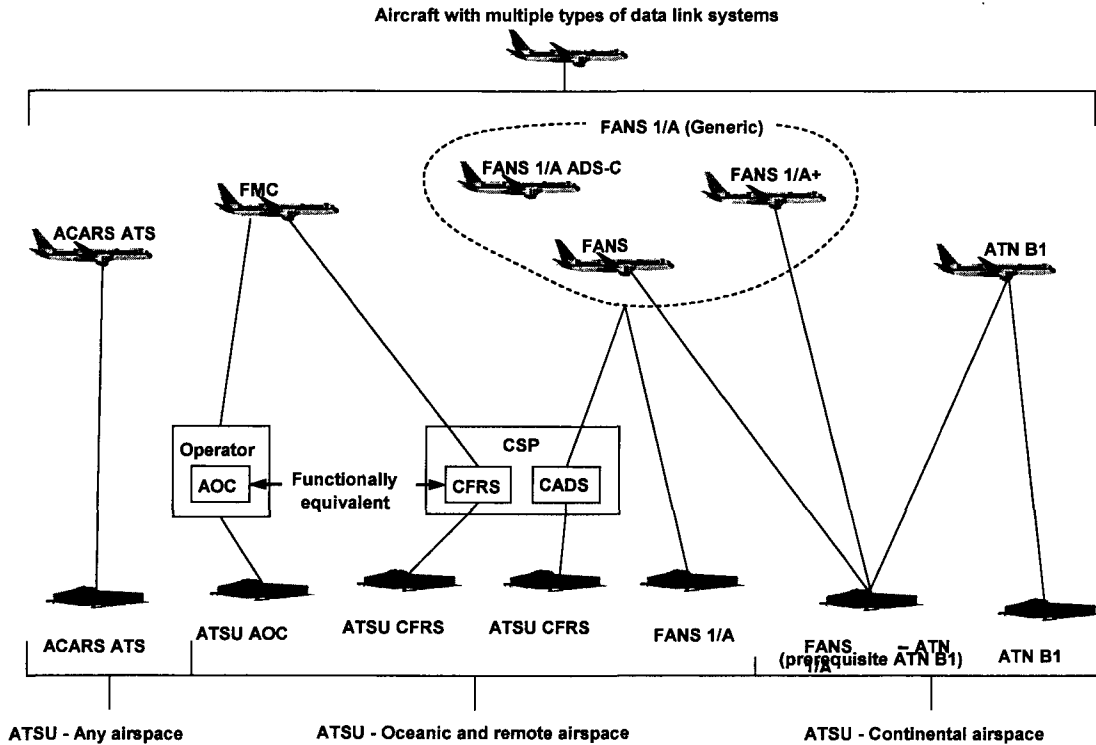 Aircraft with multiple types of data link systems
FANS 1/A (Generic)
FANS 1/A ADS-C
FANS 1/A+
FMC
ACARS ATS
FANS
ATN B1
Operator
AOC
Functionally
equivalent
CSP
CFRS
CADS
ACARS ATS
ATSU AOC
ATSU CFRS
ATSU CFRS
FANS 1/A
FANS – ATN
(prerequisite ATN B1)
1/A
ATN B1
ATSU - Any airspace
ATSU - Oceanic and remote airspace
ATSU - Continental airspace